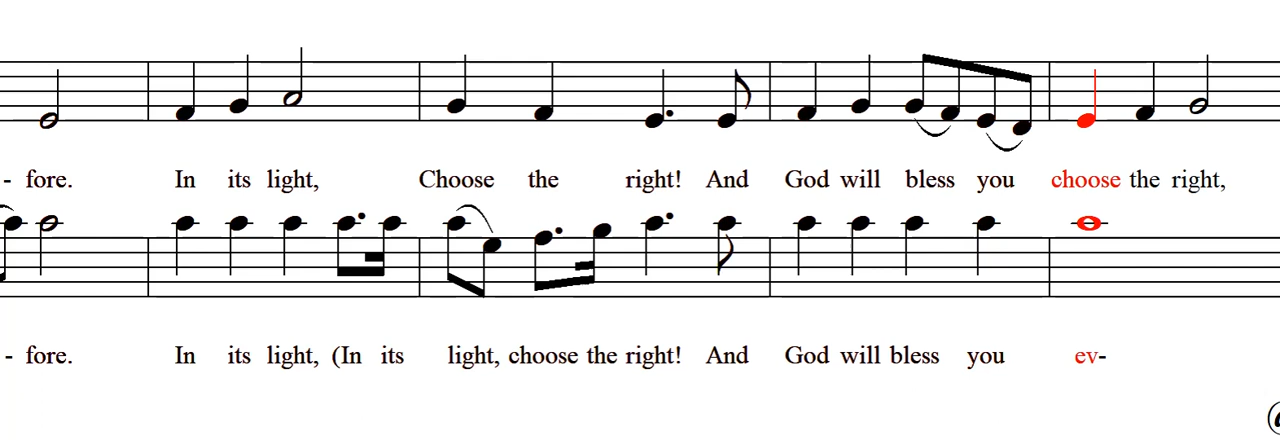 - fore. In its light, Choose the right! And God will bless you choose the right,
- fore. In its light, (In its light, choose the right! And God will bless you ev-